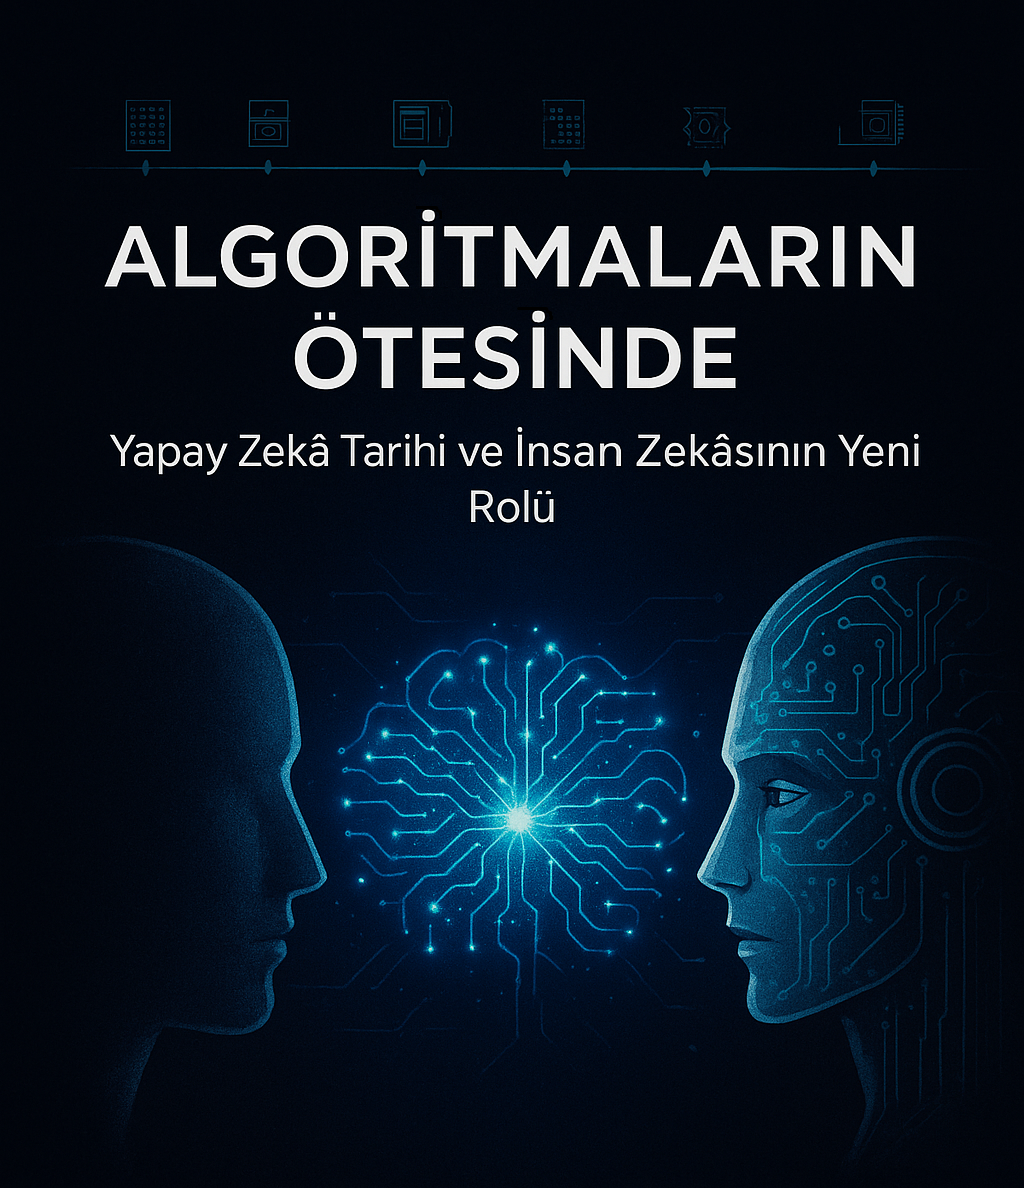 ALGORİTMALARIN
ÖTESİNDE
Yapay Zekâ Tarihi ve İnsan Zekâsının Yeni
Rolü